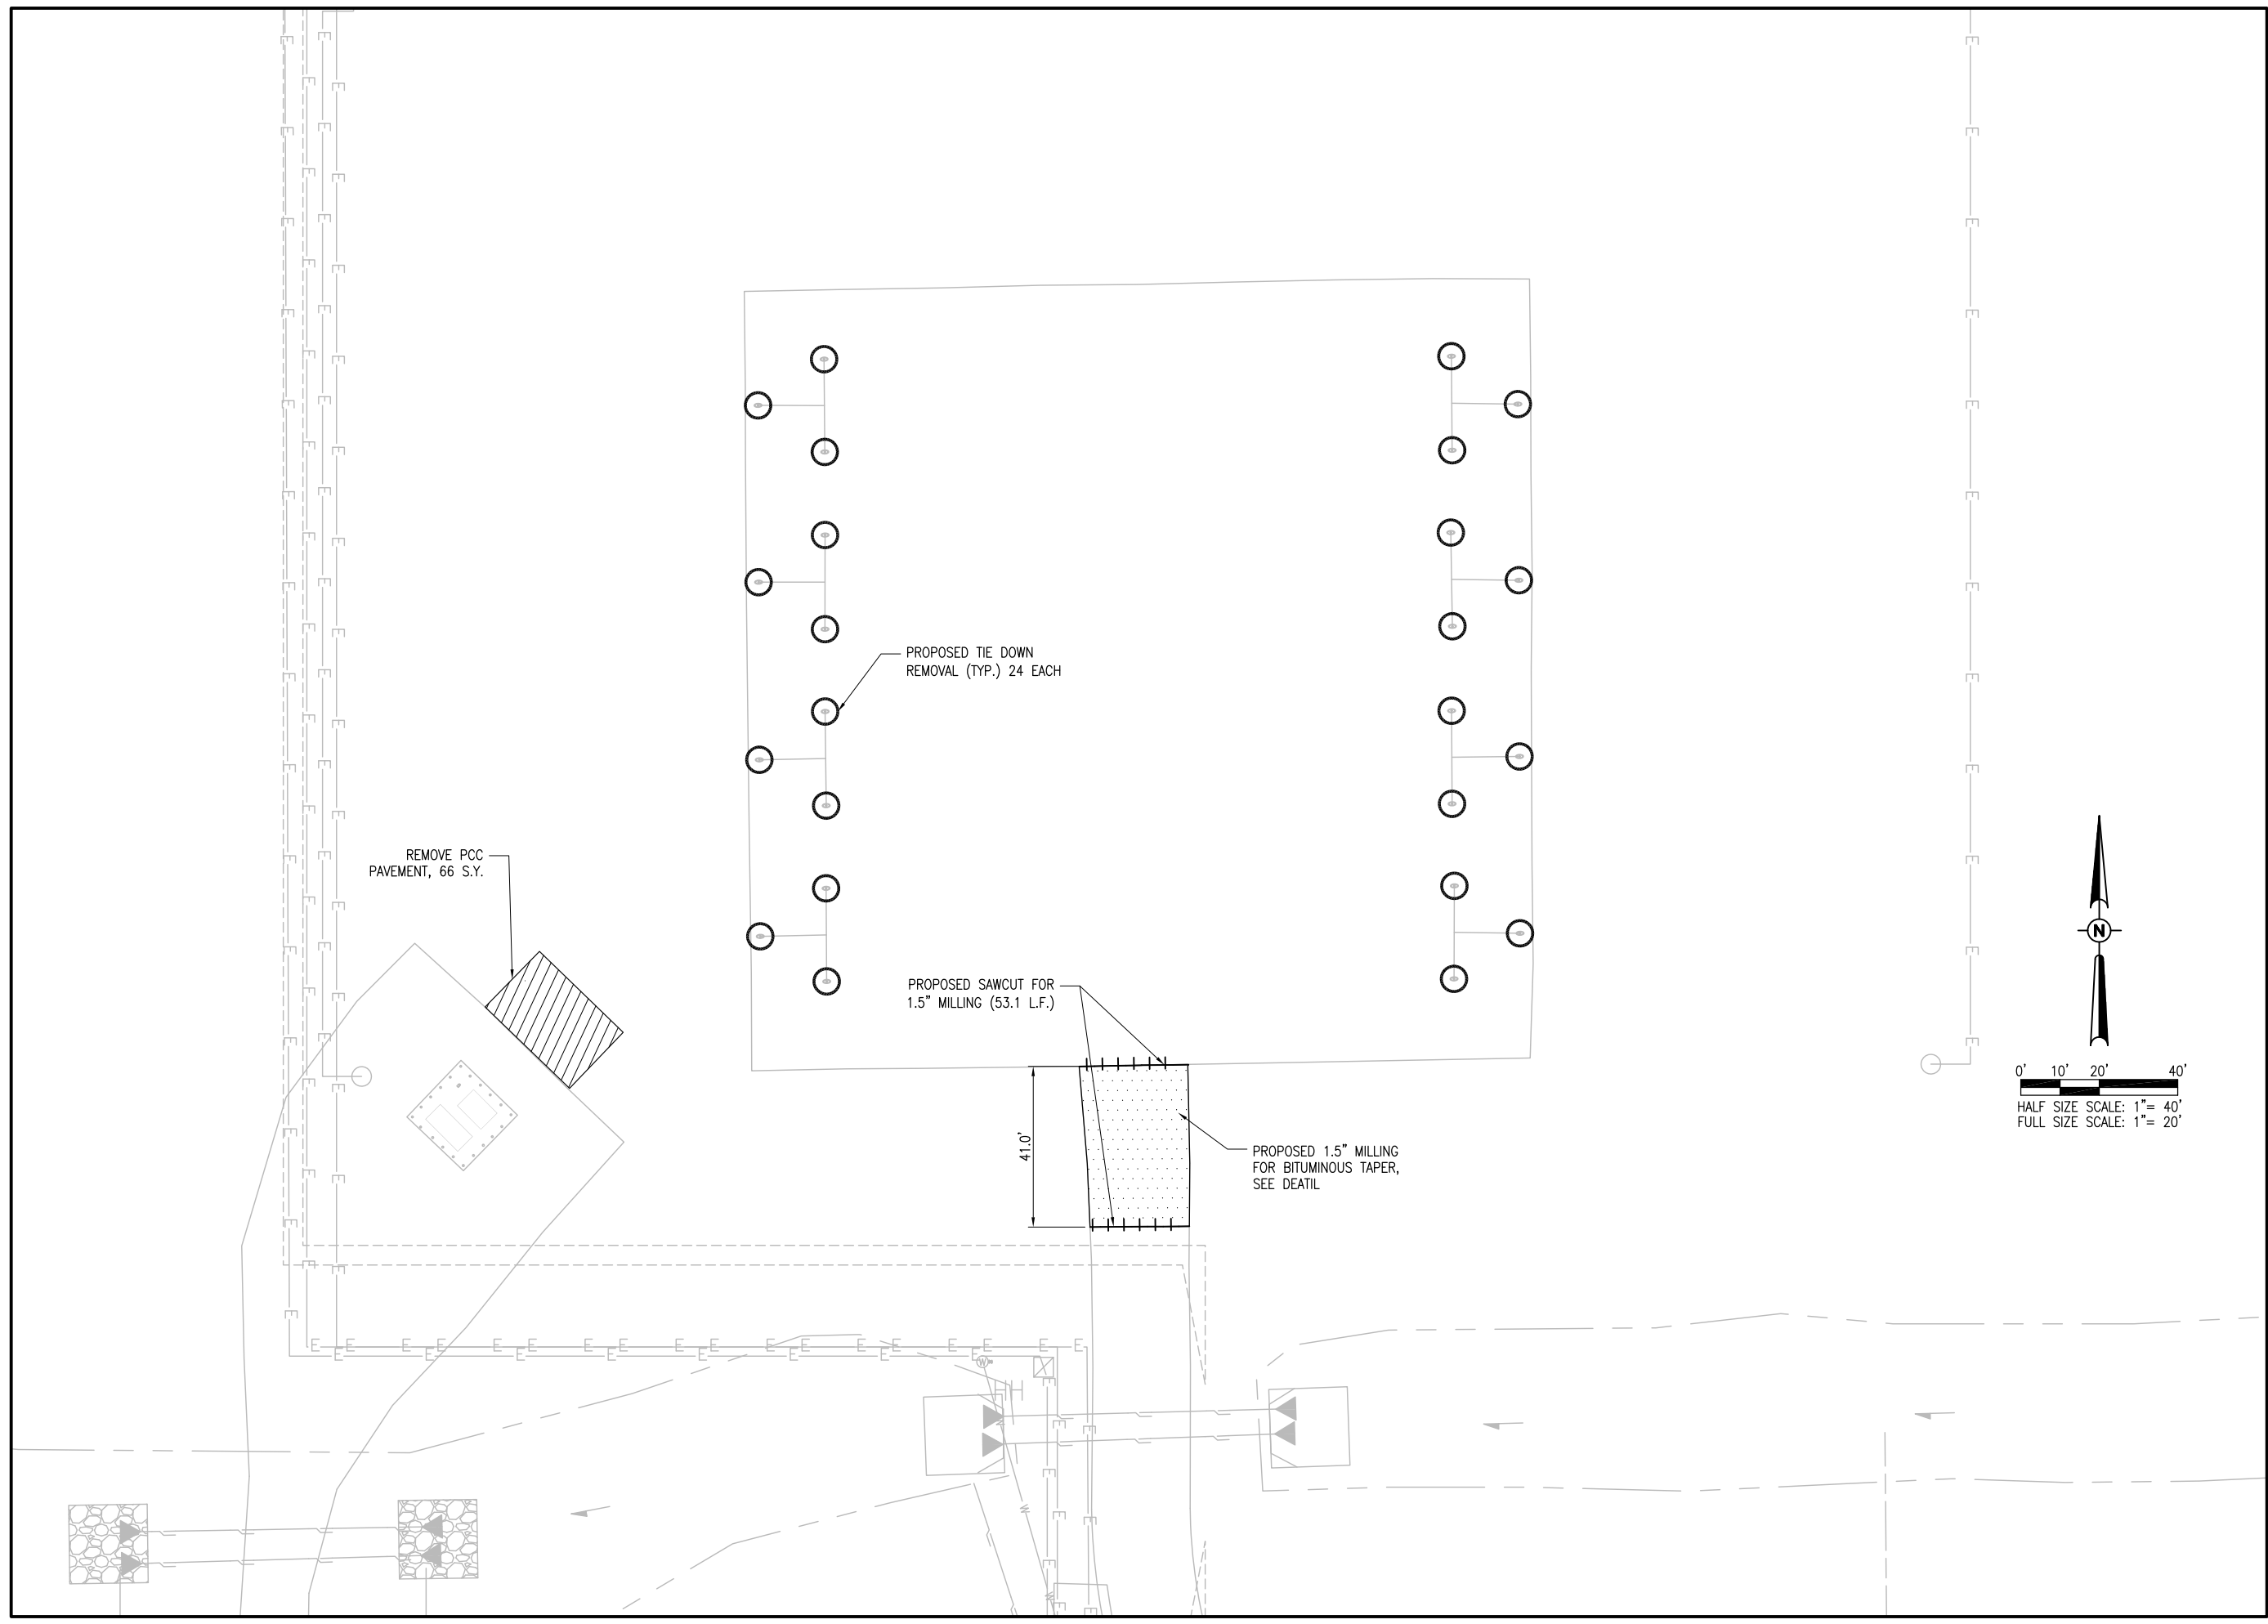 PROPOSED TIE DOWN
REMOVAL (TYP.) 24 EACH
REMOVE PCC
PAVEMENT, 66 S.Y.
PROPOSED SAWCUT FOR
1.5" MILLING (53.1 L.F.)
41.0'
PROPOSED 1.5" MILLING
FOR BITUMINOUS TAPER,
SEE DEATIL
N
0' 10' 20' 40'
HALF SIZE SCALE: 1"= 40'
FULL SIZE SCALE: 1"= 20'
E E E E E E E E E E E E E E E E E
E E E E E E E E
W